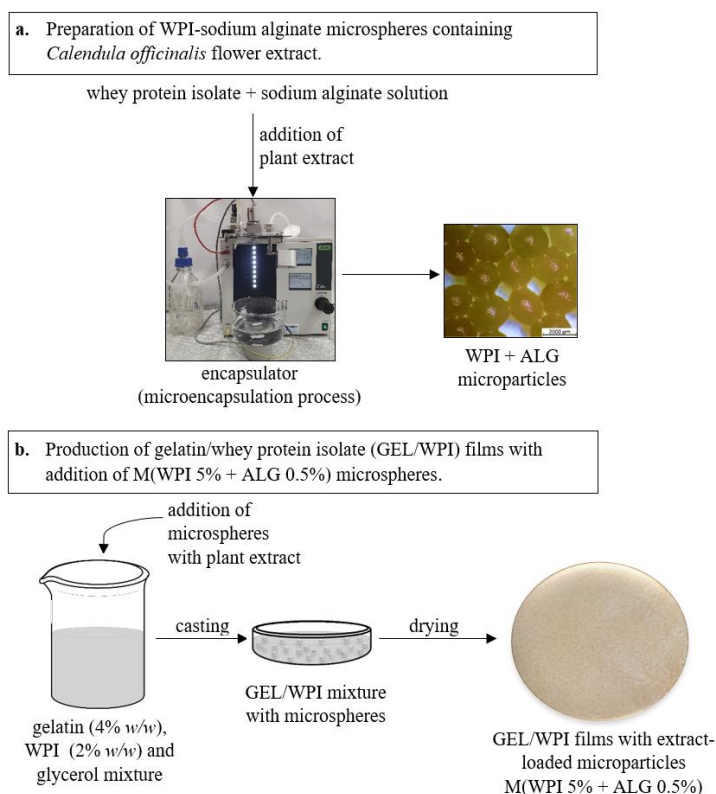 a. Preparation of WPI-sodium alginate microspheres containing
Calendula officinalis flower extract.
whey protein isolate + sodium alginate solution
addition of
plant extract
2000 µm
encapsulator
(microencapsulation process)
WPI + ALG
microparticles
b. Production of gelatin/whey protein isolate (GEL/WPI) films with
addition of M(WPI 5% + ALG 0.5%) microspheres.
addition of
microspheres
with plant extract
casting
drying
GEL/WPI mixture
with microspheres
gelatin (4% w/w),
WPI (2% w/w) and
glycerol mixture
GEL/WPI films with extract-
loaded microparticles
M(WPI 5% + ALG 0.5%)